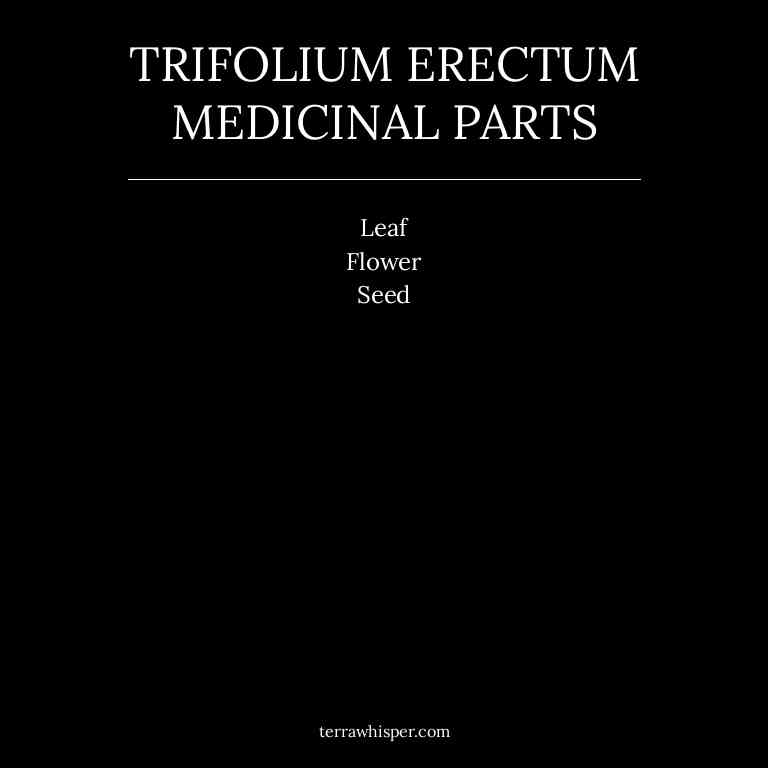 TRIFOLIUM ERECTUM
MEDICINAL PARTS
Leaf
Flower
Seed
terrawhisper.com